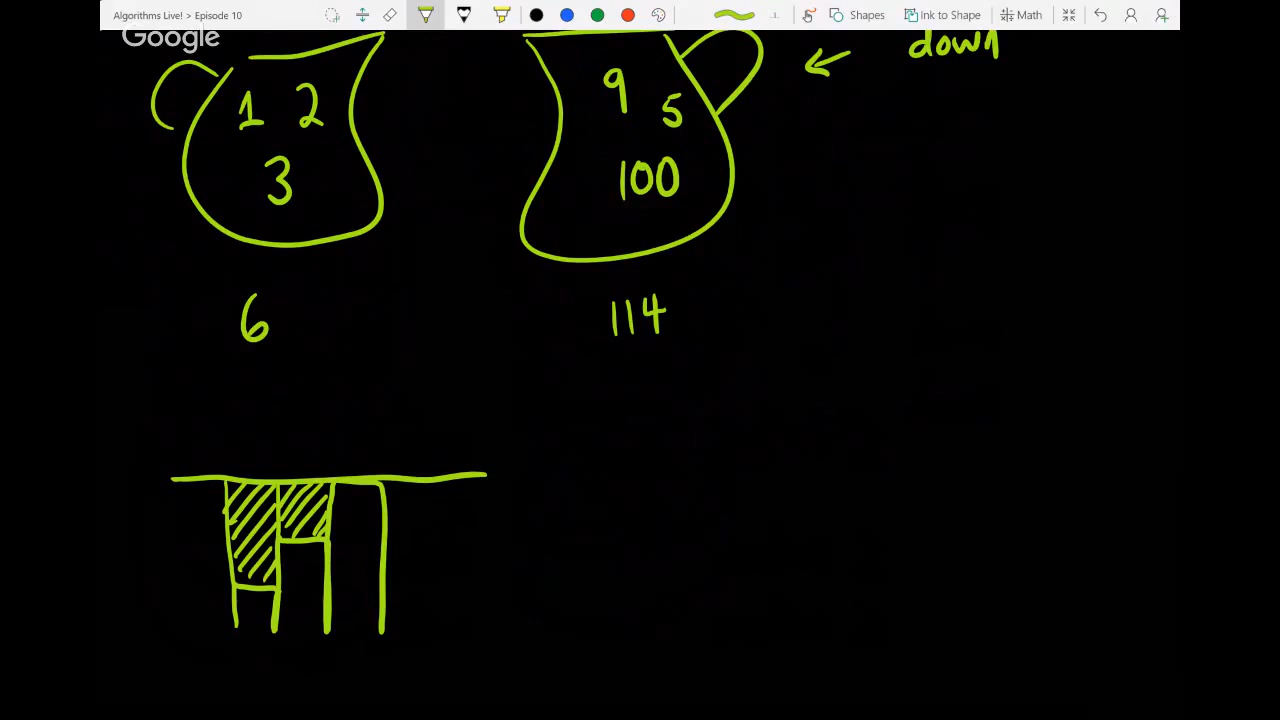 Algorithms Live! > Episode 10
Shapes
Ink to Shape
Math
Google
down
1 2
3
9
5
100
6
114